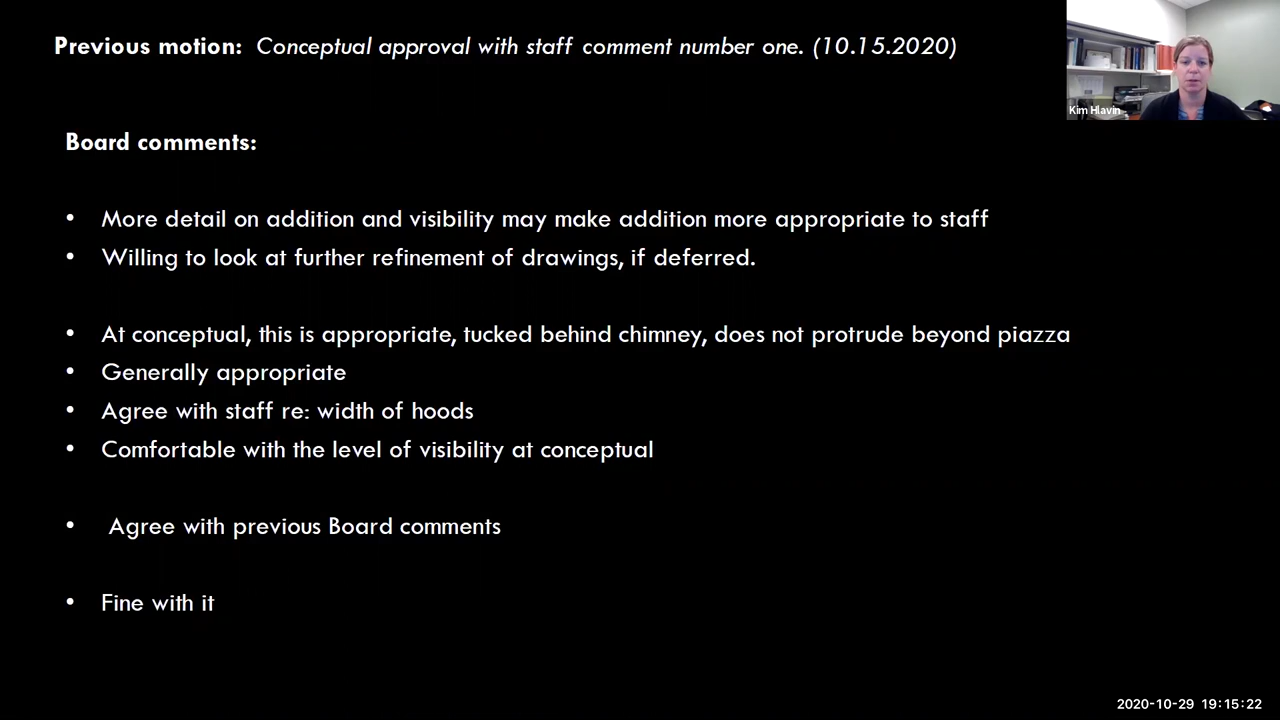 Previous motion: Conceptual approval with staff comment number one. (10.15.2020)
Kim Hlavin
Board comments:
• More detail on addition and visibility may make addition more appropriate to staff
• Willing to look at further refinement of drawings, if deferred.
• At conceptual, this is appropriate, tucked behind chimney, does not protrude beyond piazza
• Generally appropriate
• Agree with staff re: width of hoods
• Comfortable with the level of visibility at conceptual
• Agree with previous Board comments
• Fine with it
2020-10-29 19:15:22